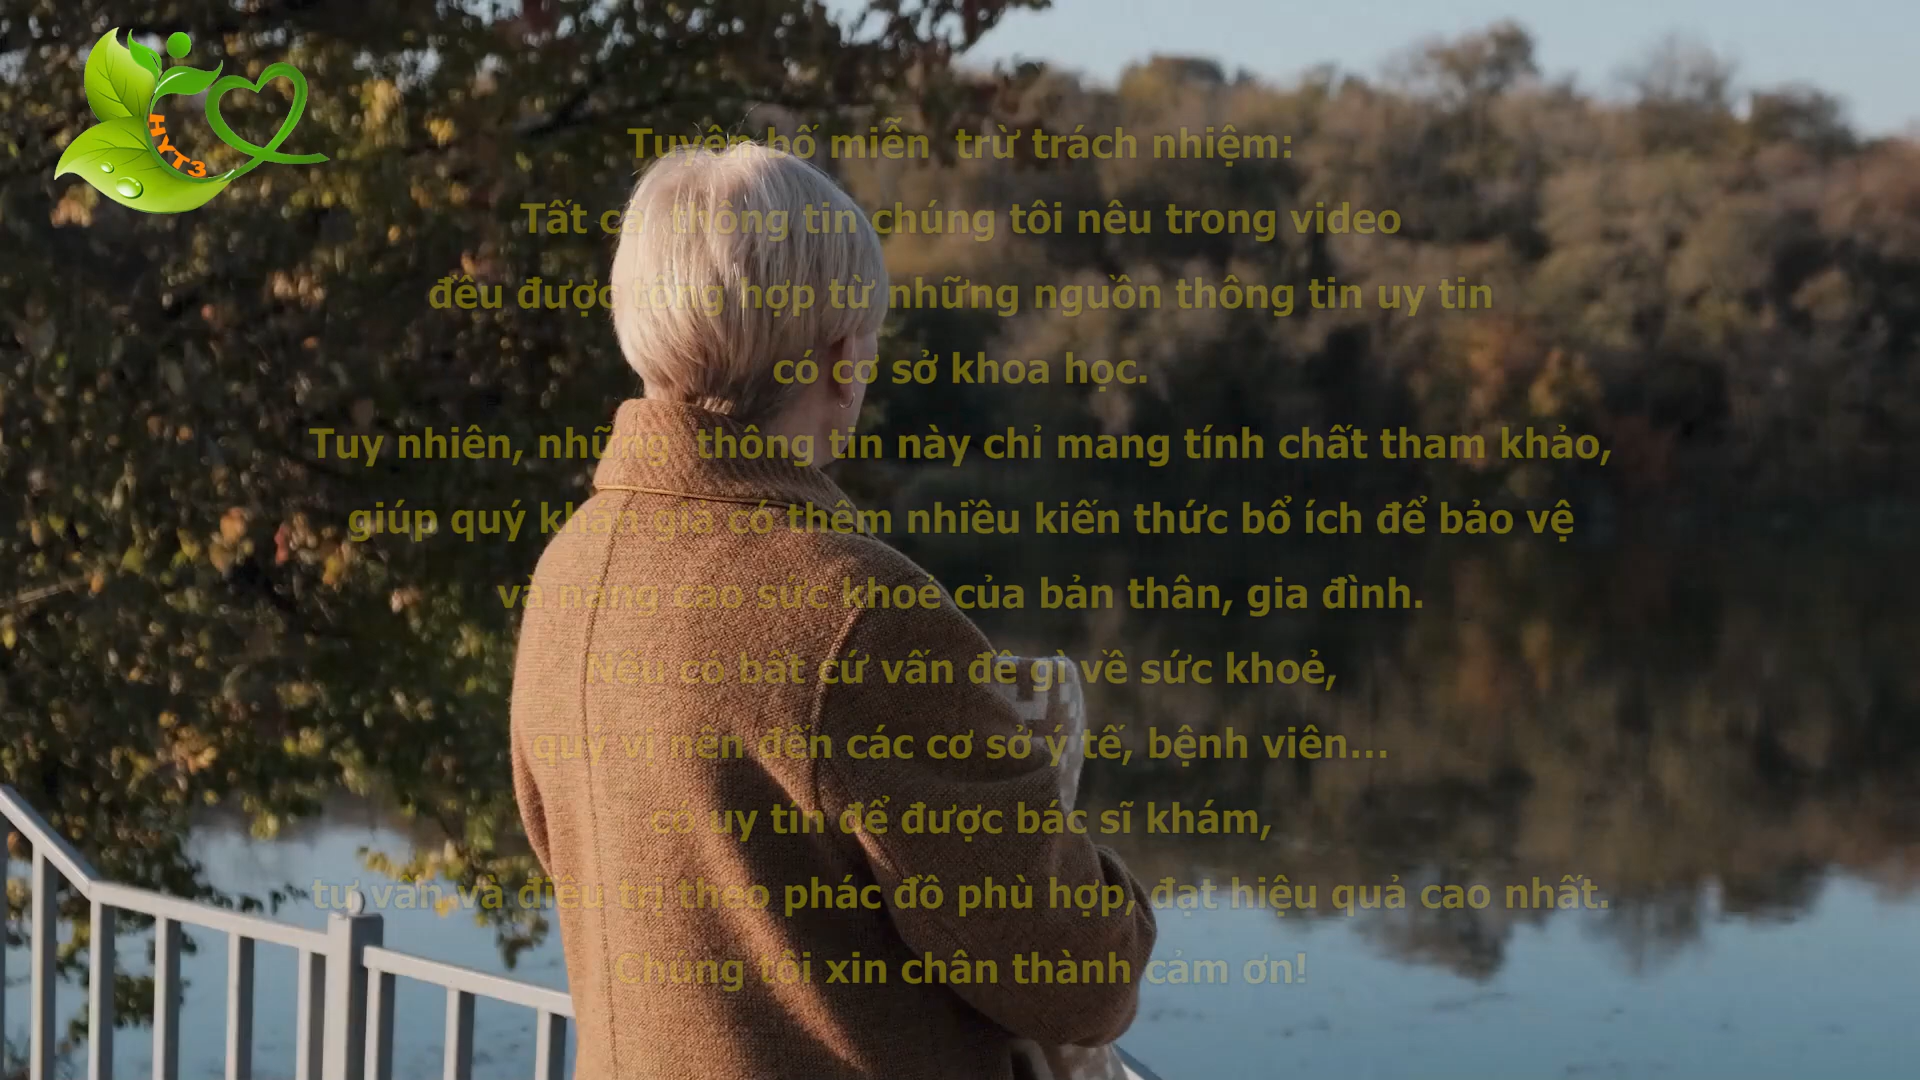 HYT3
Tuyên bố miễn trừ trách nhiệm:
Tất cả thông tin chúng tôi nêu trong video
đều được tổng hợp từ những nguồn thông tin uy tin
có cơ sở khoa học.
Tuy nhiên, những thông tin này chỉ mang tính chất tham khảo,
giúp quý khán giả có thêm nhiều kiến thức bổ ích để bảo vệ
và nâng cao sức khoẻ của bản thân, gia đình.
Nếu có bất cứ vấn đề gì về sức khoẻ,
quý vị nên đến các cơ sở ý tế, bệnh viên...
có uy tín để được bác sĩ khám,
tư vấn và điều trị theo phác đồ phù hợp, đạt hiệu quả cao nhất.
Chúng tôi xin chân thành cảm ơn!